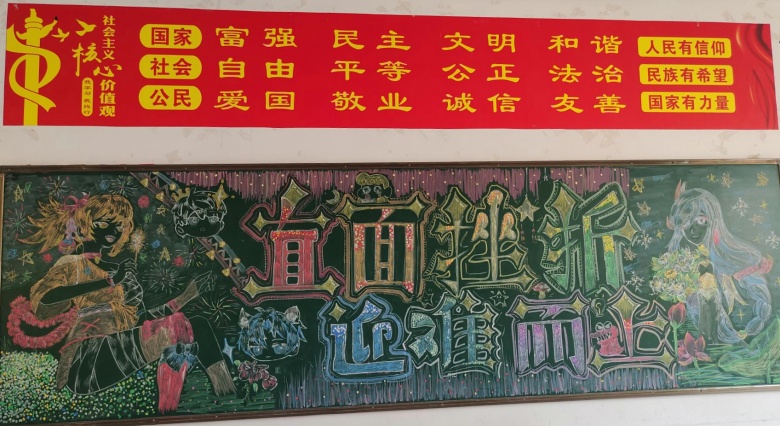 社会主义
核心价值观
国家 富强 民主 文明 和谐 人民有信仰
社会 自由 平等 公正 法治 民族有希望
公民 爱国 敬业 诚信 友善 国家有力量
直面挫折
迎难而上